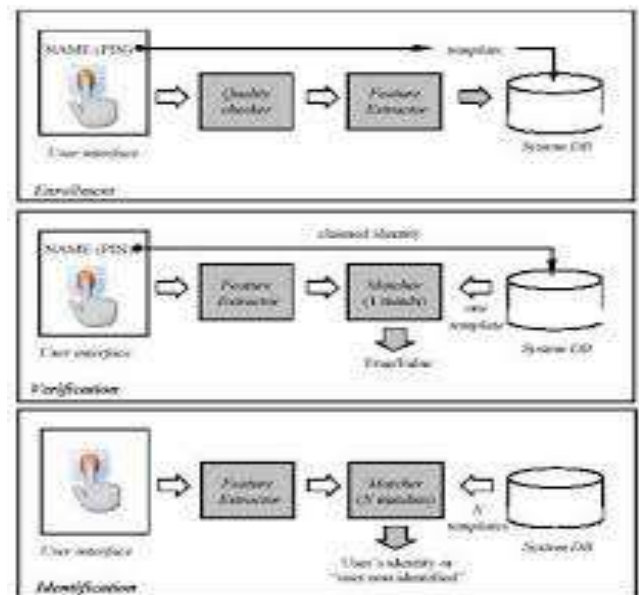 NAME (PIN)
template
Quality
checker
Feature
Extractor
User interface
System DB
Enrollment
NAME (PIN)
claimed identity
Feature
Extractor
Matcher
(1 match)
one
template
User interface
System DB
True/False
Verification
Feature
Extractor
Matcher
(N matches)
N
templates
User interface
System DB
User's identity or
"user not identified"
Identification